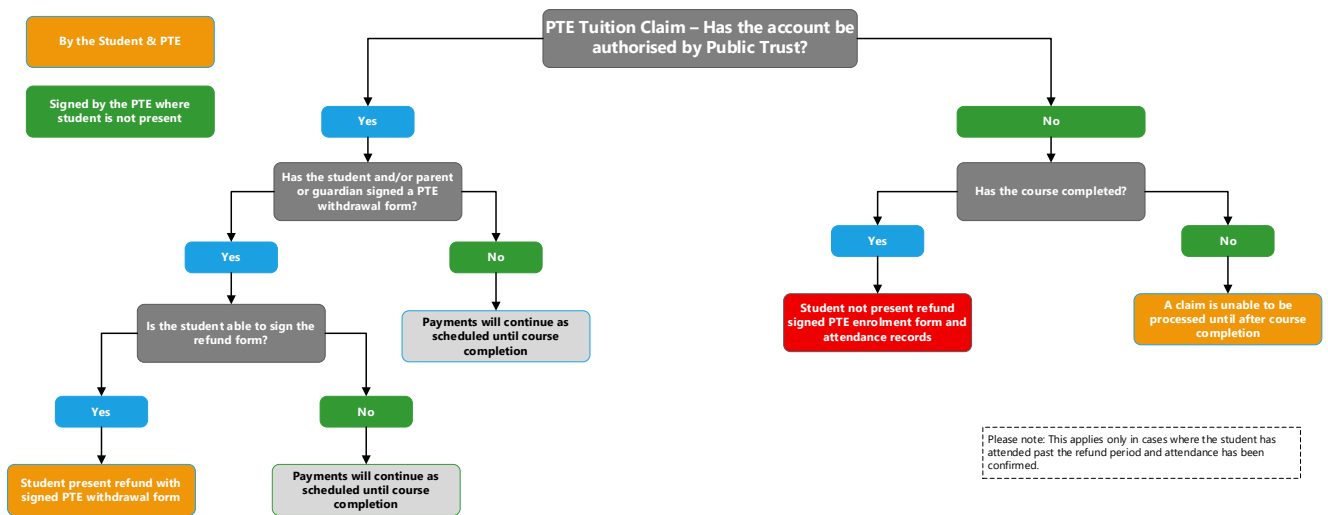 By the Student & PTE
Signed by the PTE where
student is not present
PTE Tuition Claim – Has the account be
authorised by Public Trust?
Yes
No
Has the student and/or parent
or guardian signed a PTE
withdrawal form?
Has the course completed?
Yes
No
Yes
No
Is the student able to sign the
refund form?
Payments will continue as
scheduled until course
completion
Student not present refund
signed PTE enrolment form and
attendance records
A claim is unable to be
processed until after course
completion
Yes
No
Please note: This applies only in cases where the student has
attended past the refund period and attendance has been
confirmed.
Student present refund with
signed PTE withdrawal form
Payments will continue as
scheduled until course
completion